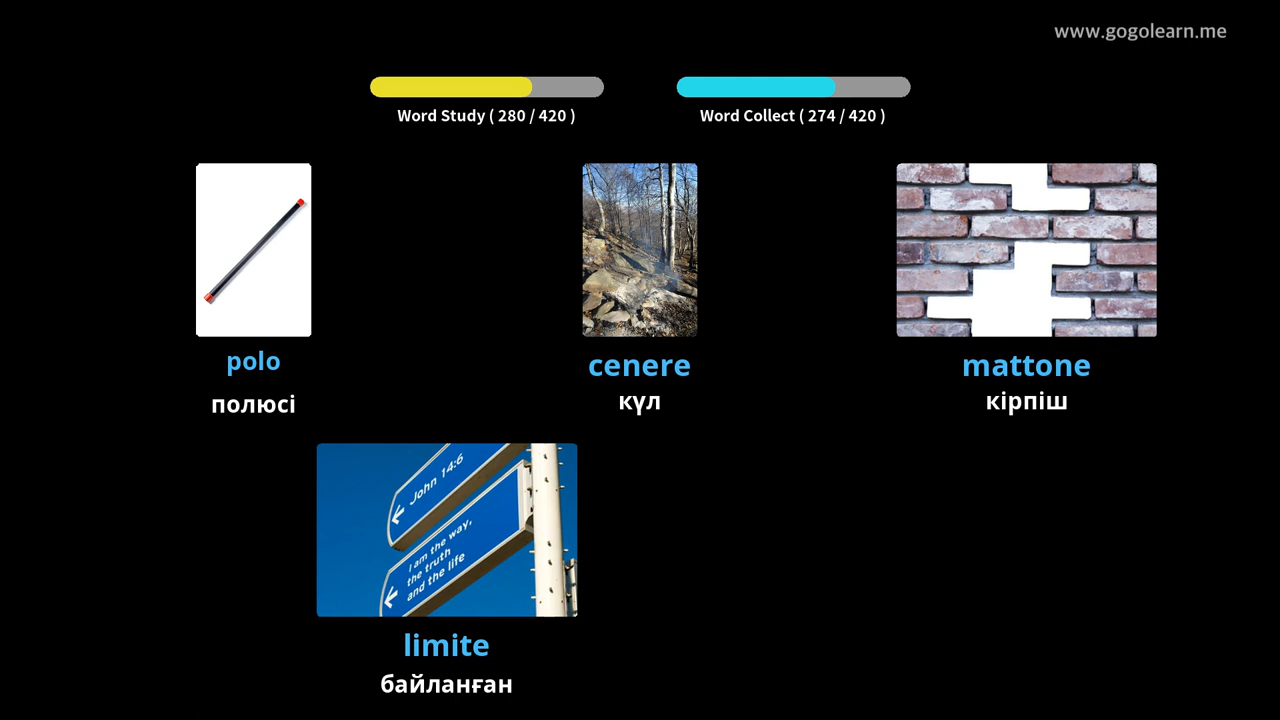 www.gogolearn.me
Word Study ( 280 / 420 )
Word Collect ( 274 / 420 )
polo
полюсі
cenere
күл
mattone
кірпіш
John 14:6
I am the way,
the truth
and the life
limite
байланған